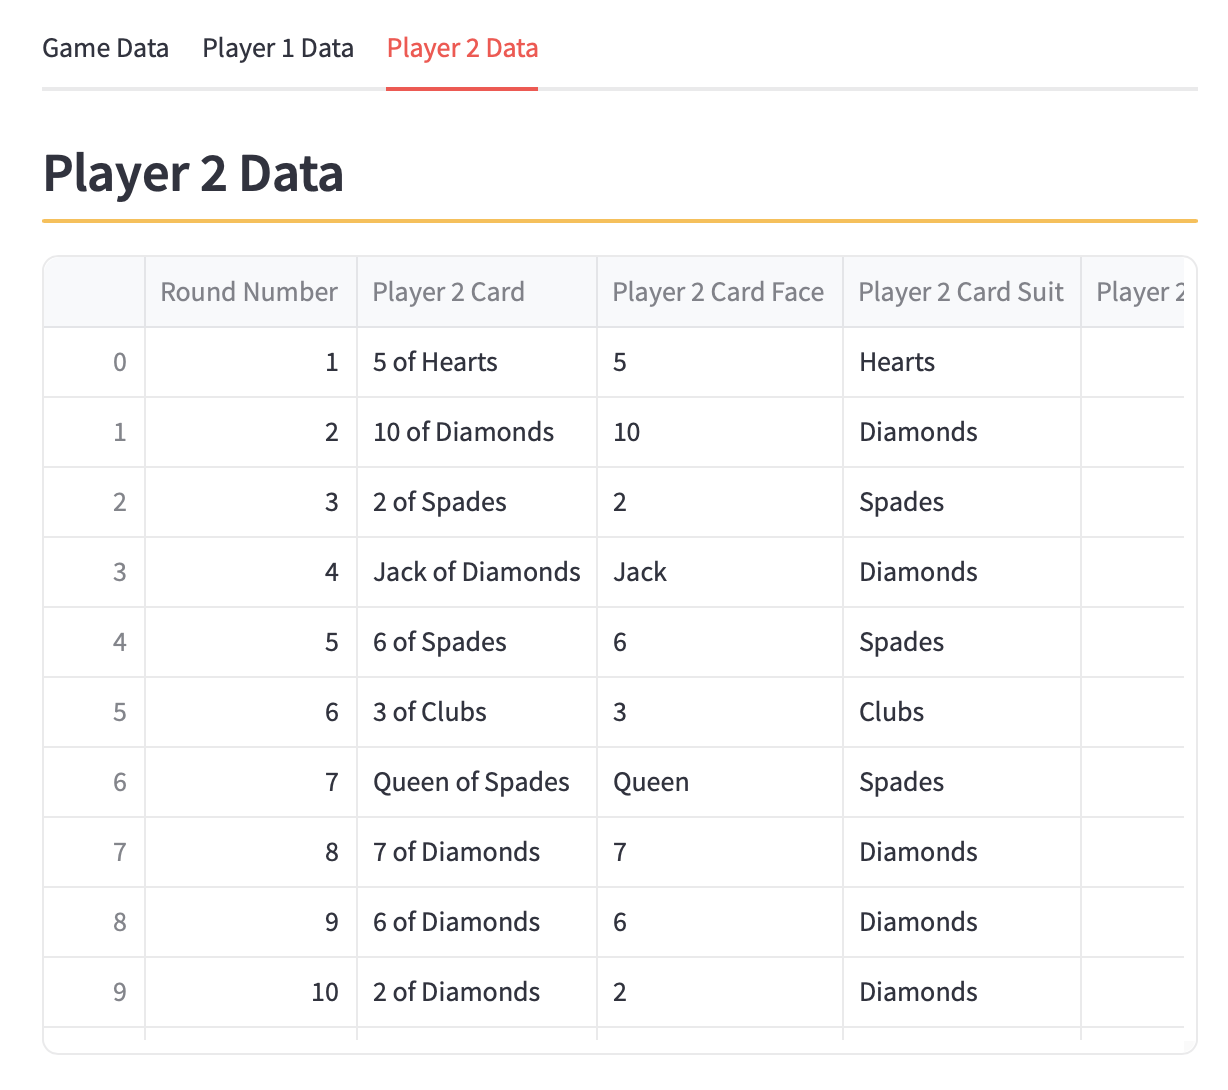 Game Data Player 1 Data Player 2 Data
Player 2 Data
Round Number Player 2 Card Player 2 Card Face Player 2 Card Suit Player 2
0 1 5 of Hearts 5 Hearts
1 2 10 of Diamonds 10 Diamonds
2 3 2 of Spades 2 Spades
3 4 Jack of Diamonds Jack Diamonds
4 5 6 of Spades 6 Spades
5 6 3 of Clubs 3 Clubs
6 7 Queen of Spades Queen Spades
7 8 7 of Diamonds 7 Diamonds
8 9 6 of Diamonds 6 Diamonds
9 10 2 of Diamonds 2 Diamonds